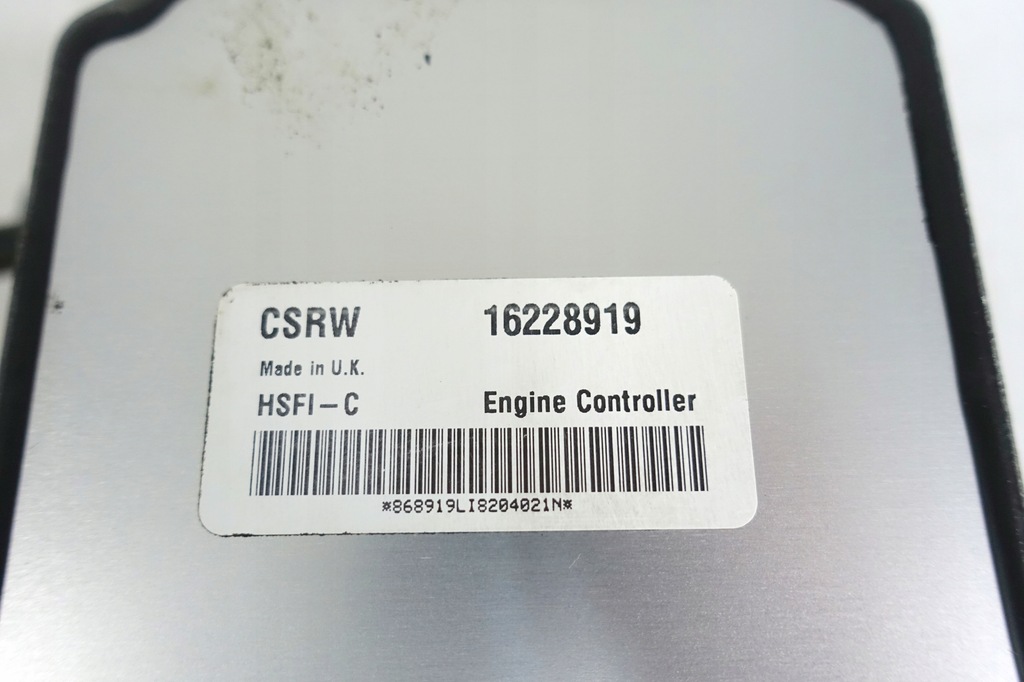 CSRW 16228919
Made in U.K.
HSFI-C Engine Controller
*868919LI8204021N*